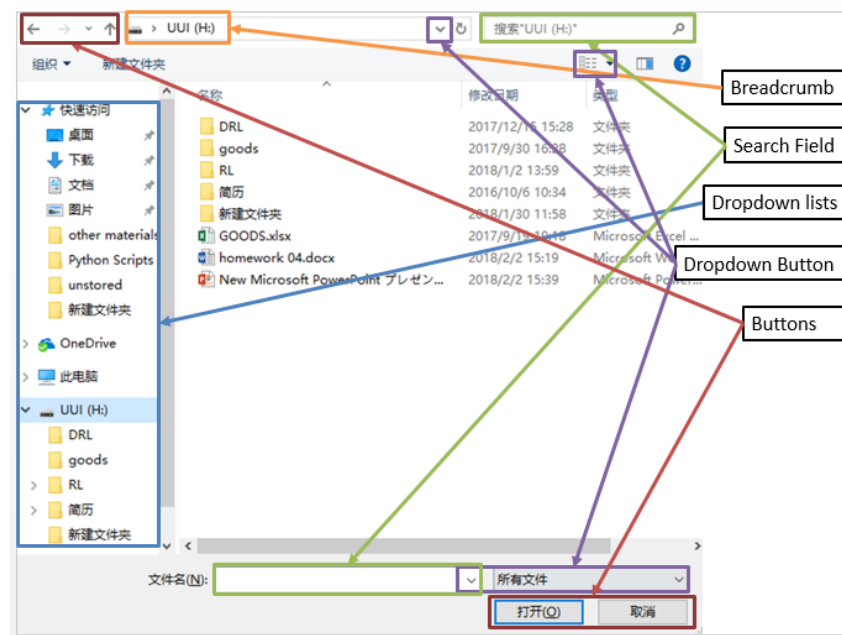 UUI (H:)
搜索"UUI (H:)"
组织
新建文件夹
名称
修改日期
类型
Breadcrumb
Search Field
Dropdown lists
Dropdown Button
Buttons
快速访问
桌面
下载
文档
图片
other materials
Python Scripts
unstored
新建文件夹
OneDrive
此电脑
UUI (H:)
DRL
goods
RL
简历
新建文件夹
DRL 2017/12/15 15:28 文件夹
goods 2017/9/30 16:28 文件夹
RL 2018/1/2 13:59 文件夹
简历 2016/10/6 10:34 文件夹
新建文件夹 2018/1/30 11:58 文件夹
GOODS.xlsx 2017/9/19 Microsoft Excel ...
homework 04.docx 2018/2/2 15:19 Microsoft W
New Microsoft PowerPoint プレゼン... 2018/2/2 15:39 Microsoft
文件名(N):
所有文件
打开(O)
取消